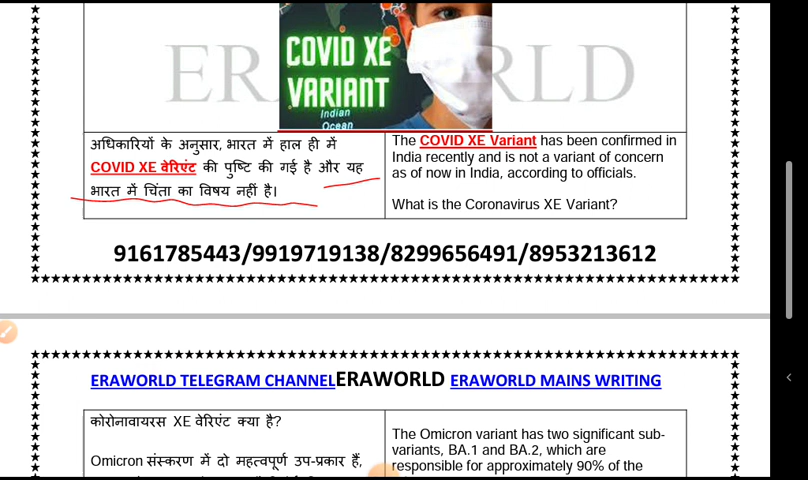 ERAWORLD
COVID XE
VARIANT
Indian
Ocean
अधिकारियों के अनुसार, भारत में हाल ही में
COVID XE वेरिएंट की पुष्टि की गई है और यह
भारत में चिंता का विषय नहीं है।
The COVID XE Variant has been confirmed in
India recently and is not a variant of concern
as of now in India, according to officials.
What is the Coronavirus XE Variant?
9161785443/9919719138/8299656491/8953213612
ERAWORLD TELEGRAM CHANNELERAWORLD ERAWORLD MAINS WRITING
कोरोनावायरस XE वेरिएंट क्या है?
Omicron संस्करण में दो महत्वपूर्ण उप-प्रकार हैं,
The Omicron variant has two significant sub-
variants, BA.1 and BA.2, which are
responsible for approximately 90% of the